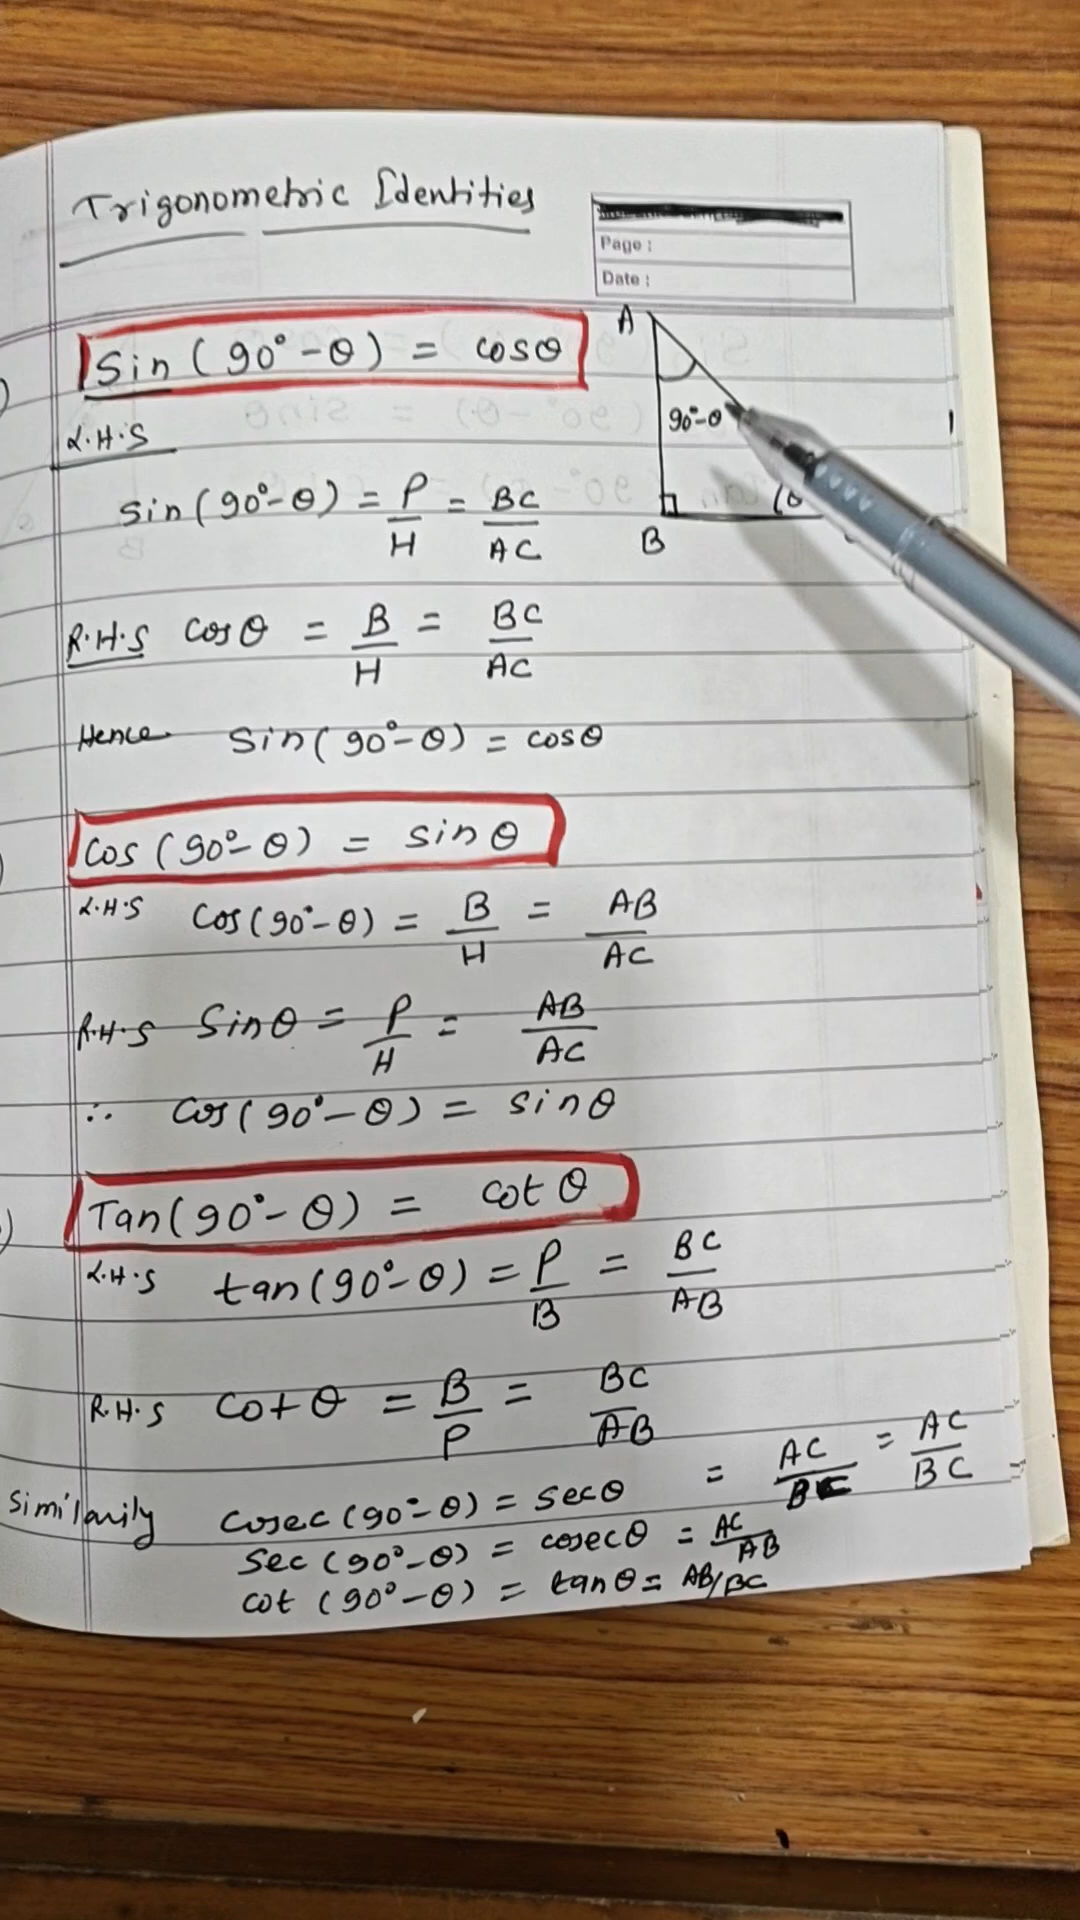 Trigonometric Identities
Page :
Date :
Sin (90° - θ) = cosθ
A
90°-θ
L.H.S
sin(90°-θ) = P/H = BC/AC
(θ
B
R.H.S cosθ = B/H = BC/AC
Hence Sin(90°-θ) = cosθ
Cos (90°-θ) = sinθ
L.H.S Cos(90°-θ) = B/H = AB/AC
R.H.S Sinθ = P/H = AB/AC
∴ Cos(90°-θ) = sinθ
Tan(90°-θ) = cot θ
L.H.S tan(90°-θ) = P/B = BC/AB
R.H.S Cotθ = B/P = BC/AB
Similarily Cosec(90°-θ) = secθ = AC/BC = AC/BC =
Sec(90°-θ) = cosecθ = AC/AB
cot (90°-θ) = tanθ = AB/BC